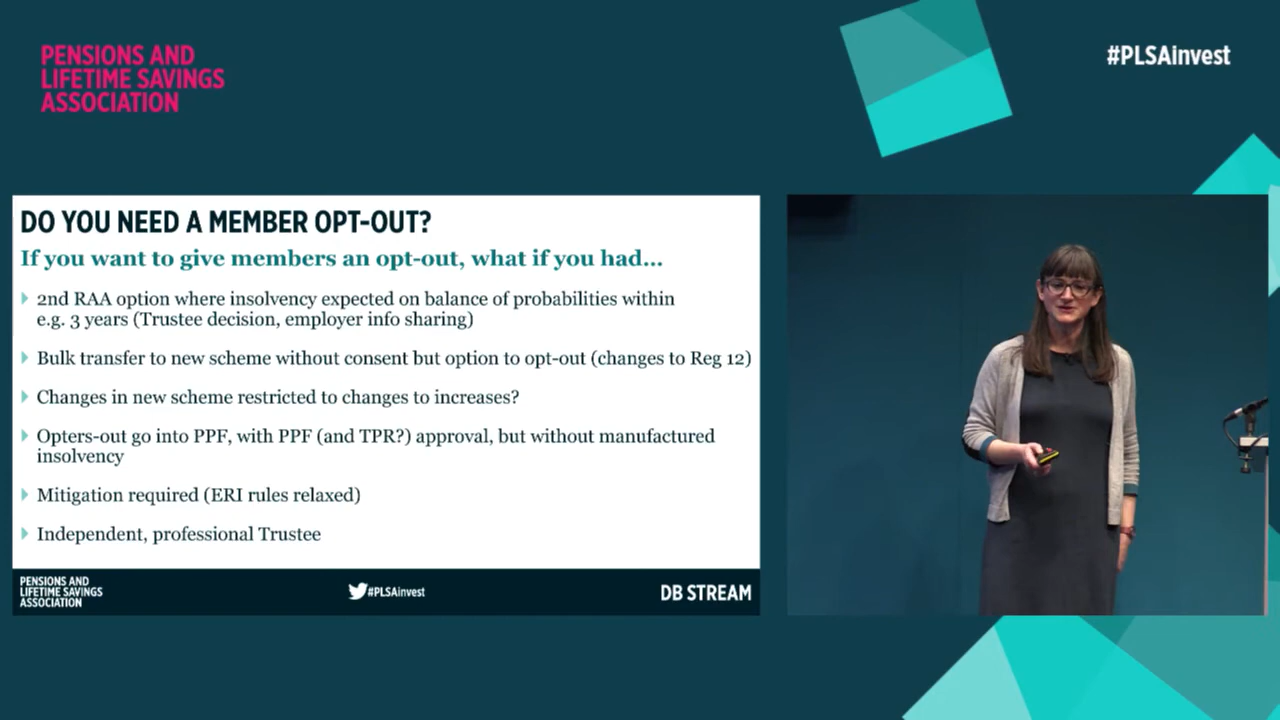 PENSIONS AND
LIFETIME SAVINGS
ASSOCIATION
#PLSAinvest
DO YOU NEED A MEMBER OPT-OUT?
If you want to give members an opt-out, what if you had...
2nd RAA option where insolvency expected on balance of probabilities within
e.g. 3 years (Trustee decision, employer info sharing)
Bulk transfer to new scheme without consent but option to opt-out (changes to Reg 12)
Changes in new scheme restricted to changes to increases?
Opters-out go into PPF, with PPF (and TPR?) approval, but without manufactured
insolvency
Mitigation required (ERI rules relaxed)
Independent, professional Trustee
PENSIONS AND
LIFETIME SAVINGS
ASSOCIATION
#PLSAinvest
DB STREAM